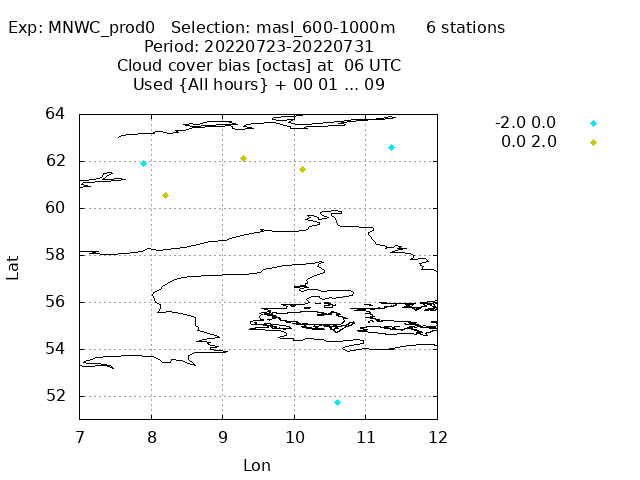 Exp: MNWC_prod0   Selection: masl_600-1000m      6 stations
Period: 20220723-20220731
Cloud cover bias [octas] at  06 UTC
Used {All hours} + 00 01 ... 09
-2.0 0.0
0.0 2.0
64
62
60
58
56
54
52
Lat
7 8 9 10 11 12
Lon